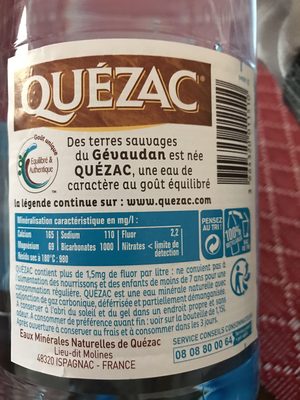 QUÉZAC
Goût unique
Équilibré &
Authentique
Des terres sauvages
du Gévaudan est née
QUÉZAC, une eau de
caractère au goût équilibré
la légende continue sur : www.quezac.com
Minéralisation caractéristique en mg/l :
Calcium 165 Sodium 110 Fluor 2,2
Magnésium 69 Bicarbonates 1000 Nitrates < limite de
détection
Résidu sec à 180°C : 980
PENSEZ
AU TRI !
100%
QUÉZAC contient plus de 1,5mg de fluor par litre : ne convient pas à
l'alimentation des nourrissons et des enfants de moins de 7 ans pour une
consommation régulière. QUÉZAC est une eau minérale naturelle avec
adjonction de gaz carbonique, déferrisée et partiellement démanganisée.
À conserver à l'abri du soleil et du gel dans un endroit propre et sans
odeur. À consommer de préférence avant fin : voir sur la bouteille de 1,15L
Après ouverture à conserver au frais et à consommer dans les 3 jours.
Eaux Minérales Naturelles de Quézac
Lieu-dit Molines
48320 ISPAGNAC - FRANCE
SERVICE CONSEILS
08 08 80 00 64